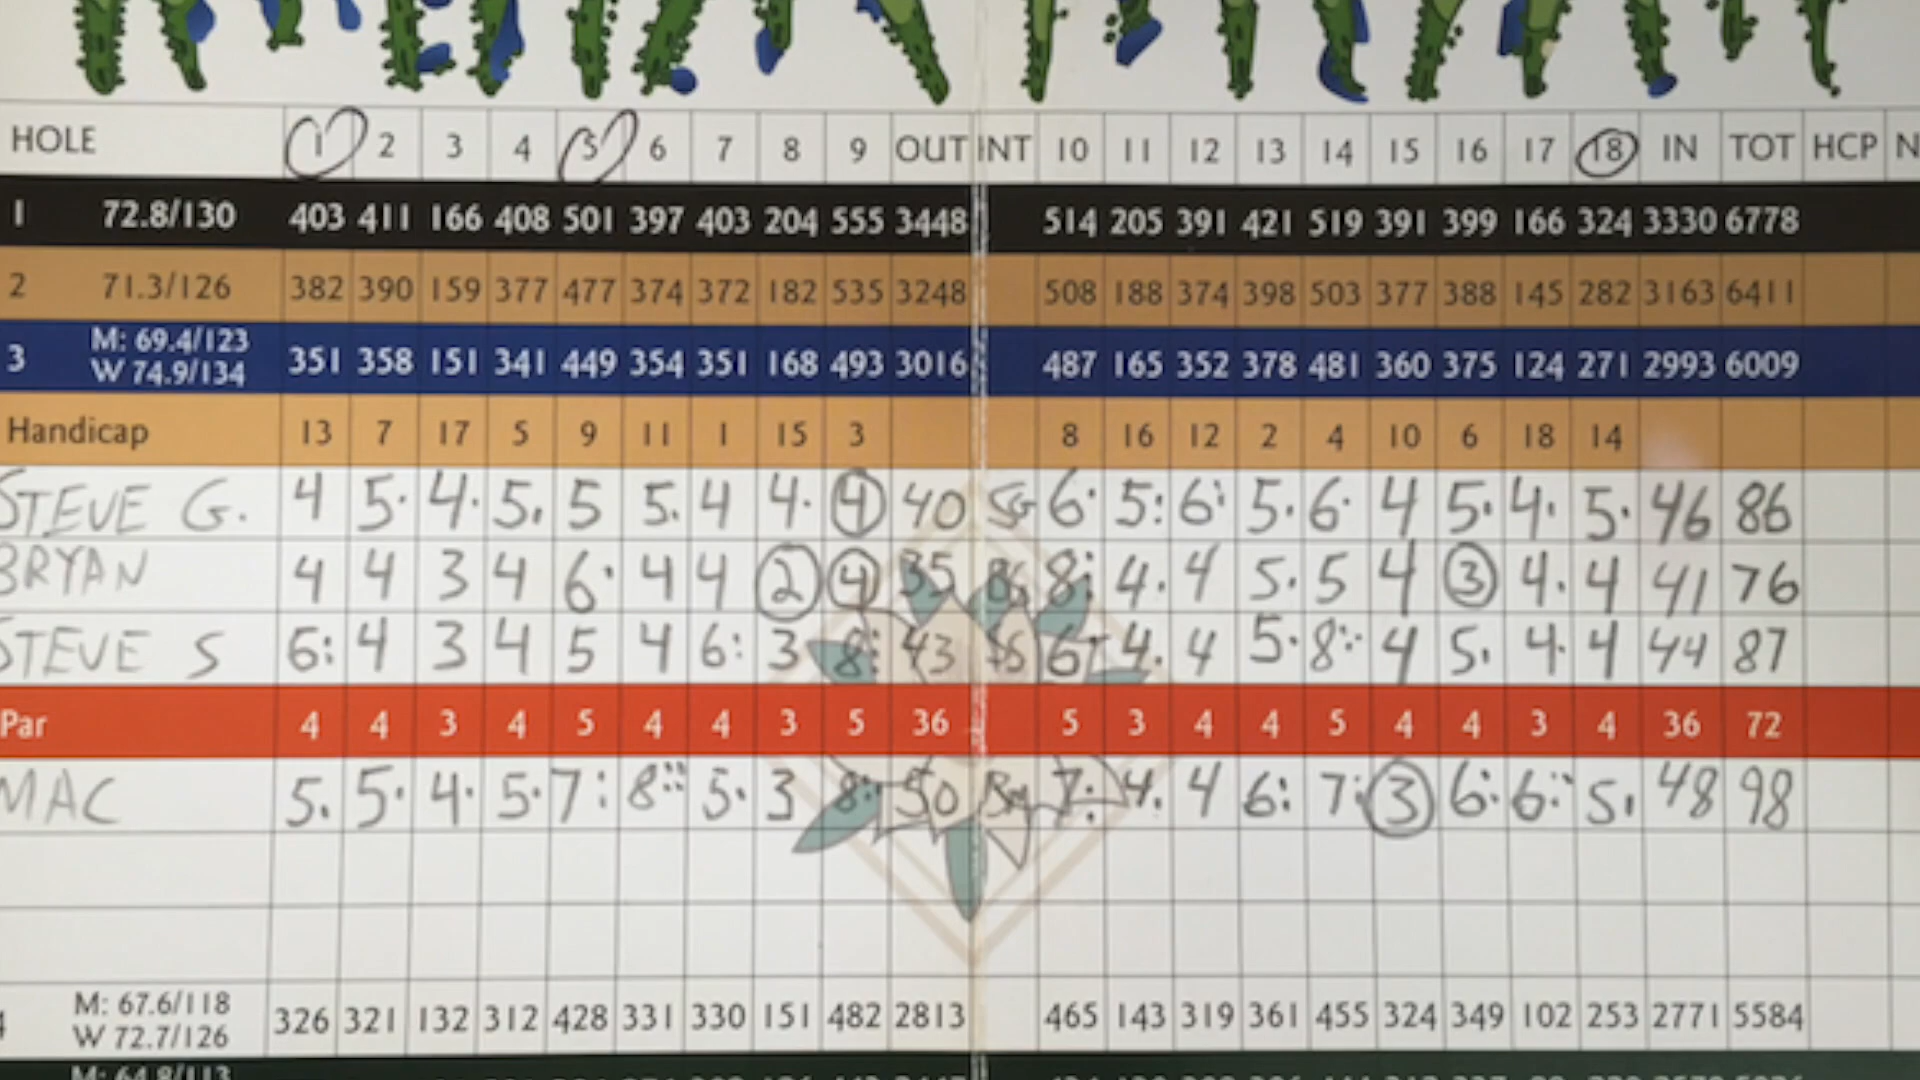 HOLE 1 2 3 4 5 6 7 8 9 OUT INT 10 11 12 13 14 15 16 17 18 IN TOT HCP N
1 72.8/130 403 411 166 408 501 397 403 204 555 3448 514 205 391 421 519 391 399 166 324 3330 6778
2 71.3/126 382 390 159 377 477 374 372 182 535 3248 508 188 374 398 503 377 388 145 282 3163 6411
3 M: 69.4/123 W 74.9/134 351 358 151 341 449 354 351 168 493 3016 487 165 352 378 481 360 375 124 271 2993 6009
Handicap 13 7 17 5 9 11 1 15 3 8 16 12 2 4 10 6 18 14
STEVE G. 4 5· 4· 5. 5 5. 4 4· 4 40 SG 6· 5: 6: 5· 6· 4 5· 4· 5· 46 86
BRYAN 4 4 3 4 6· 4 4 2 4 35 8: 4· 4 5· 5 4 3 4· 4 41 76
STEVE S 6: 4 3 4 5 4 6: 3 8: 43 SS 6 4. 4 5· 8:· 4 5. 4· 4 44 87
Par 4 4 3 4 5 4 4 3 5 36 5 3 4 4 5 4 4 3 4 36 72
MAC 5. 5· 4· 5· 7: 8:: 5· 3 8: 50 7: 4. 4 6: 7: 3 6: 6:· 5. 48 98
4 M: 67.6/118 W 72.7/126 326 321 132 312 428 331 330 151 482 2813 465 143 319 361 455 324 349 102 253 2771 5584
M: 64.8/113